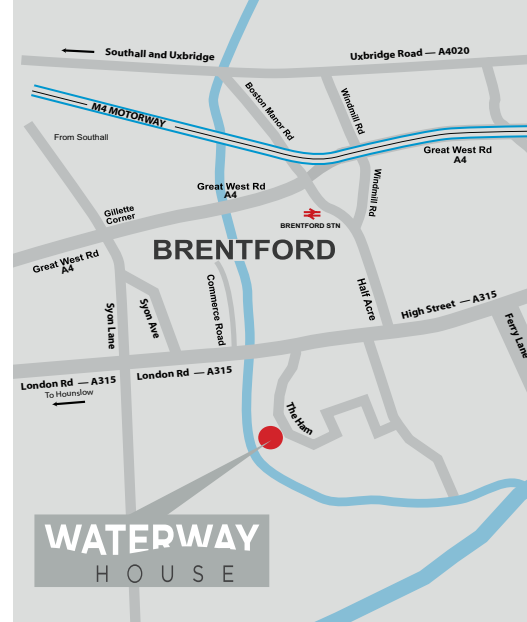 Southall and Uxbridge
Uxbridge Road — A4020
Boston Manor Rd
Windmill Rd
M4 MOTORWAY
From Southall
Great West Rd
A4
Great West Rd
A4
Windmill Rd
Gillette
Corner
BRENTFORD STN
BRENTFORD
Great West Rd
A4
Commerce Road
Half Acre
High Street — A315
Syon Lane
Syon Ave
Ferry Lane
London Rd — A315
London Rd — A315
To Hounslow
The Ham
WATERWAY
HOUSE